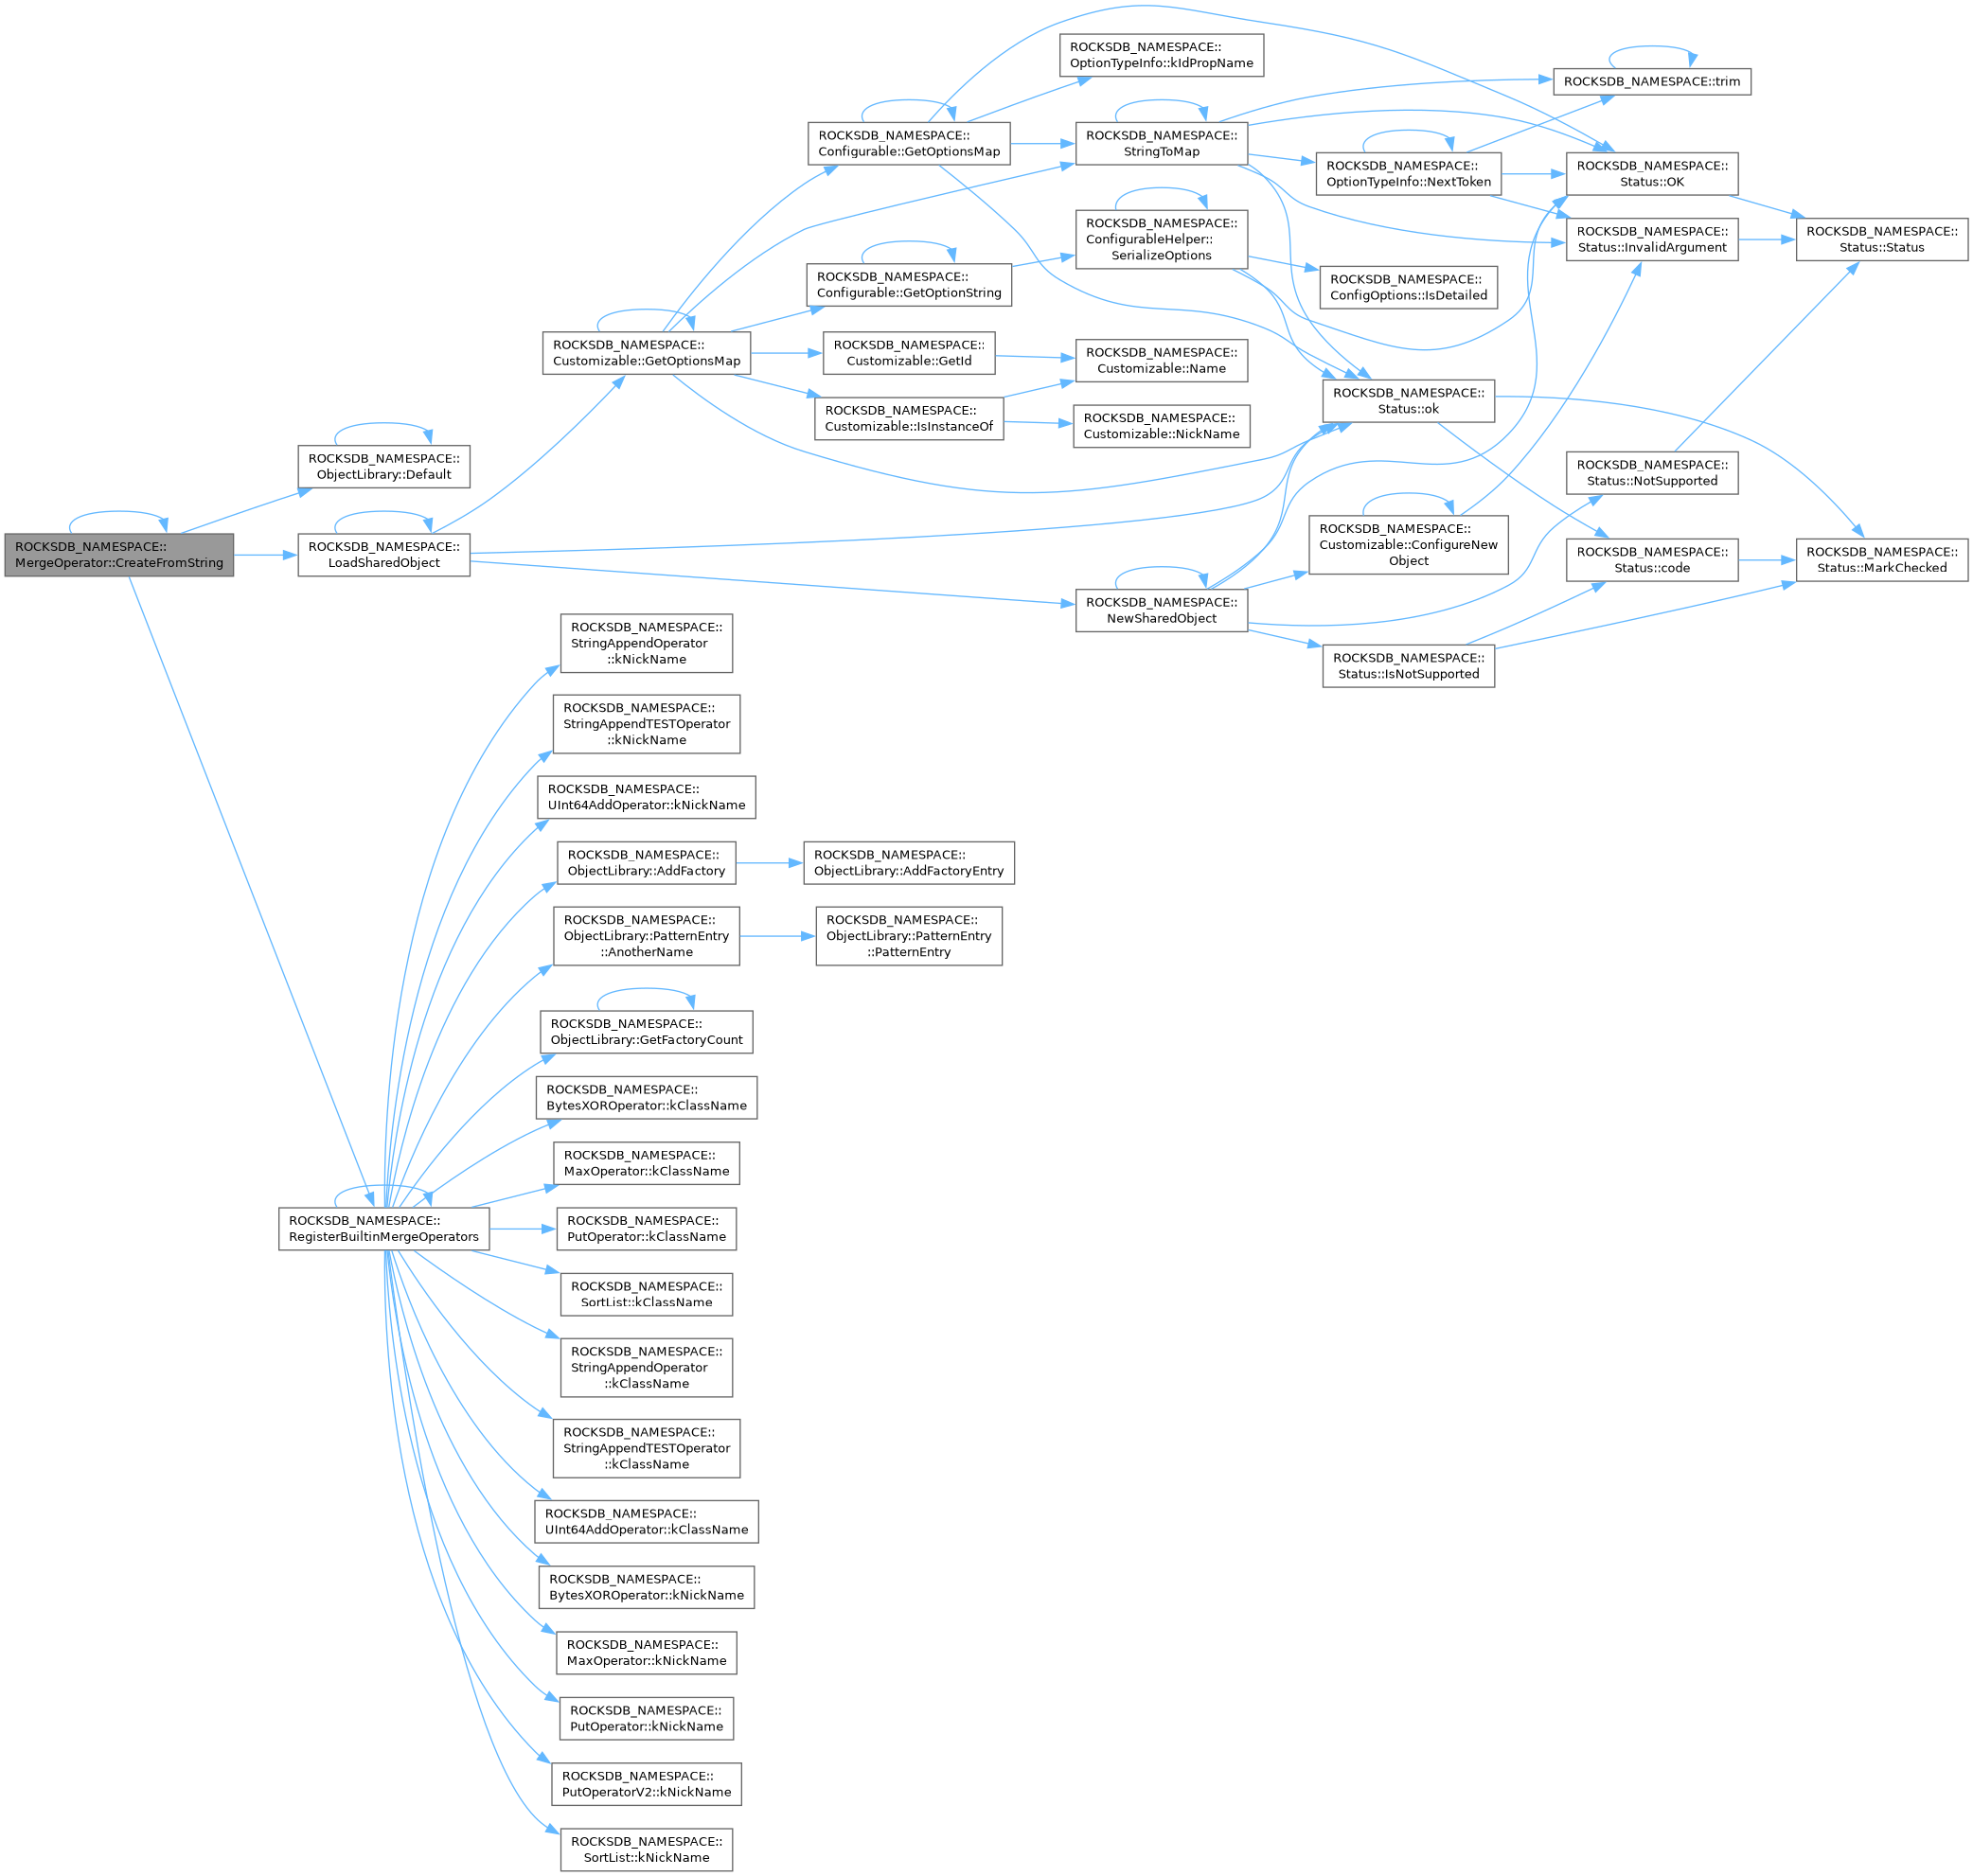 ROCKSDB_NAMESPACE::
MergeOperator::CreateFromString
ROCKSDB_NAMESPACE::
ObjectLibrary::Default
ROCKSDB_NAMESPACE::
LoadSharedObject
ROCKSDB_NAMESPACE::
Customizable::GetOptionsMap
ROCKSDB_NAMESPACE::
Configurable::GetOptionsMap
ROCKSDB_NAMESPACE::
OptionTypeInfo::kIdPropName
ROCKSDB_NAMESPACE::
StringToMap
ROCKSDB_NAMESPACE::
OptionTypeInfo::NextToken
ROCKSDB_NAMESPACE::trim
ROCKSDB_NAMESPACE::
Status::OK
ROCKSDB_NAMESPACE::
Status::InvalidArgument
ROCKSDB_NAMESPACE::
Status::Status
ROCKSDB_NAMESPACE::
Configurable::GetOptionString
ROCKSDB_NAMESPACE::
ConfigurableHelper::
SerializeOptions
ROCKSDB_NAMESPACE::
ConfigOptions::IsDetailed
ROCKSDB_NAMESPACE::
Customizable::GetId
ROCKSDB_NAMESPACE::
Customizable::Name
ROCKSDB_NAMESPACE::
Customizable::IsInstanceOf
ROCKSDB_NAMESPACE::
Customizable::NickName
ROCKSDB_NAMESPACE::
Status::ok
ROCKSDB_NAMESPACE::
Status::NotSupported
ROCKSDB_NAMESPACE::
Customizable::ConfigureNew
Object
ROCKSDB_NAMESPACE::
Status::code
ROCKSDB_NAMESPACE::
Status::MarkChecked
ROCKSDB_NAMESPACE::
NewSharedObject
ROCKSDB_NAMESPACE::
Status::IsNotSupported
ROCKSDB_NAMESPACE::
RegisterBuiltinMergeOperators
ROCKSDB_NAMESPACE::
StringAppendOperator
::kNickName
ROCKSDB_NAMESPACE::
StringAppendTESTOperator
::kNickName
ROCKSDB_NAMESPACE::
UInt64AddOperator::kNickName
ROCKSDB_NAMESPACE::
ObjectLibrary::AddFactory
ROCKSDB_NAMESPACE::
ObjectLibrary::AddFactoryEntry
ROCKSDB_NAMESPACE::
ObjectLibrary::PatternEntry
::AnotherName
ROCKSDB_NAMESPACE::
ObjectLibrary::PatternEntry
::PatternEntry
ROCKSDB_NAMESPACE::
ObjectLibrary::GetFactoryCount
ROCKSDB_NAMESPACE::
BytesXOROperator::kClassName
ROCKSDB_NAMESPACE::
MaxOperator::kClassName
ROCKSDB_NAMESPACE::
PutOperator::kClassName
ROCKSDB_NAMESPACE::
SortList::kClassName
ROCKSDB_NAMESPACE::
StringAppendOperator
::kClassName
ROCKSDB_NAMESPACE::
StringAppendTESTOperator
::kClassName
ROCKSDB_NAMESPACE::
UInt64AddOperator::kClassName
ROCKSDB_NAMESPACE::
BytesXOROperator::kNickName
ROCKSDB_NAMESPACE::
MaxOperator::kNickName
ROCKSDB_NAMESPACE::
PutOperator::kNickName
ROCKSDB_NAMESPACE::
PutOperatorV2::kNickName
ROCKSDB_NAMESPACE::
SortList::kNickName